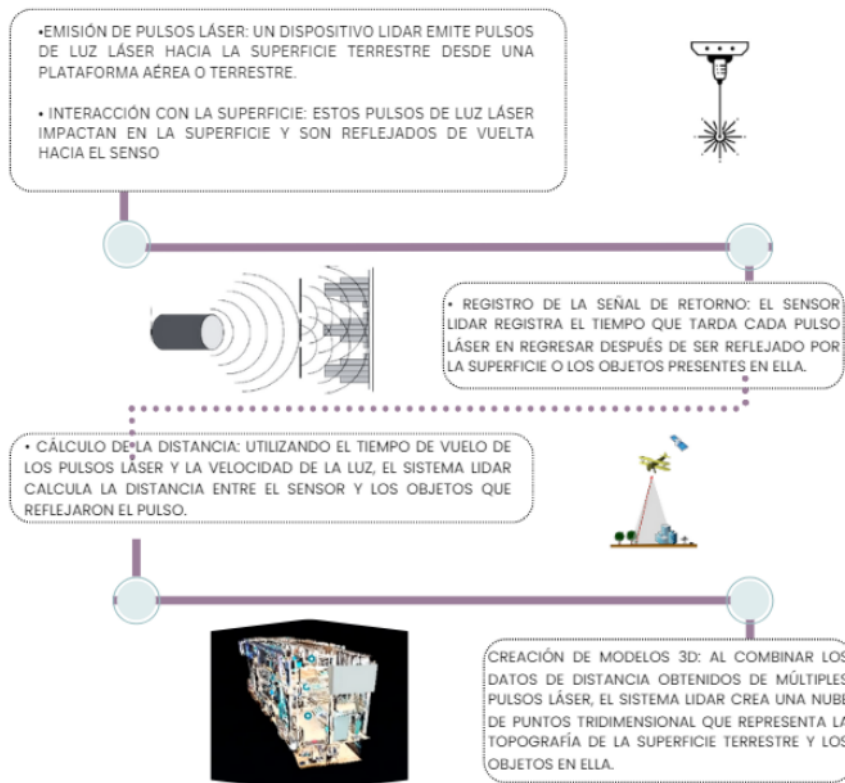 •EMISIÓN DE PULSOS LÁSER: UN DISPOSITIVO LIDAR EMITE PULSOS
DE LUZ LÁSER HACIA LA SUPERFICIE TERRESTRE DESDE UNA
PLATAFORMA AÉREA O TERRESTRE.
• INTERACCIÓN CON LA SUPERFICIE: ESTOS PULSOS DE LUZ LÁSER
IMPACTAN EN LA SUPERFICIE Y SON REFLEJADOS DE VUELTA
HACIA EL SENSO
• REGISTRO DE LA SEÑAL DE RETORNO: EL SENSOR
LIDAR REGISTRA EL TIEMPO QUE TARDA CADA PULSO
LÁSER EN REGRESAR DESPUÉS DE SER REFLEJADO POR
LA SUPERFICIE O LOS OBJETOS PRESENTES EN ELLA.
• CÁLCULO DE LA DISTANCIA: UTILIZANDO EL TIEMPO DE VUELO DE
LOS PULSOS LÁSER Y LA VELOCIDAD DE LA LUZ, EL SISTEMA LIDAR
CALCULA LA DISTANCIA ENTRE EL SENSOR Y LOS OBJETOS QUE
REFLEJARON EL PULSO.
CREACIÓN DE MODELOS 3D: AL COMBINAR LOS
DATOS DE DISTANCIA OBTENIDOS DE MÚLTIPLES
PULSOS LÁSER, EL SISTEMA LIDAR CREA UNA NUBE
DE PUNTOS TRIDIMENSIONAL QUE REPRESENTA LA
TOPOGRAFÍA DE LA SUPERFICIE TERRESTRE Y LOS
OBJETOS EN ELLA.